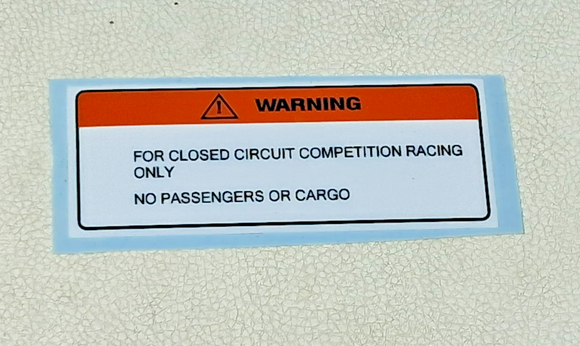 WARNING
FOR CLOSED CIRCUIT COMPETITION RACING
ONLY
NO PASSENGERS OR CARGO